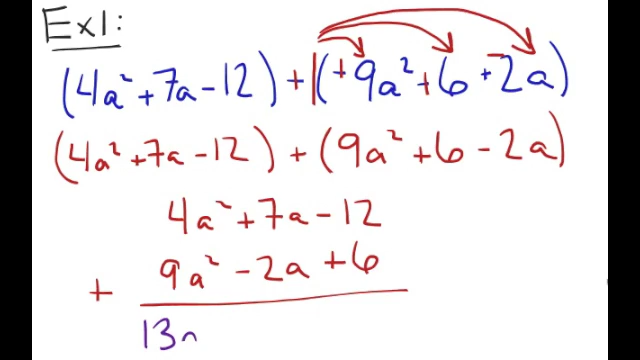 Ex1:
(4a² + 7a - 12) + 1(+ 9a² + 6 + -2a)
(4a² + 7a - 12) + (9a² + 6 - 2a)
4a² + 7a - 12
+ 9a² - 2a + 6
13a